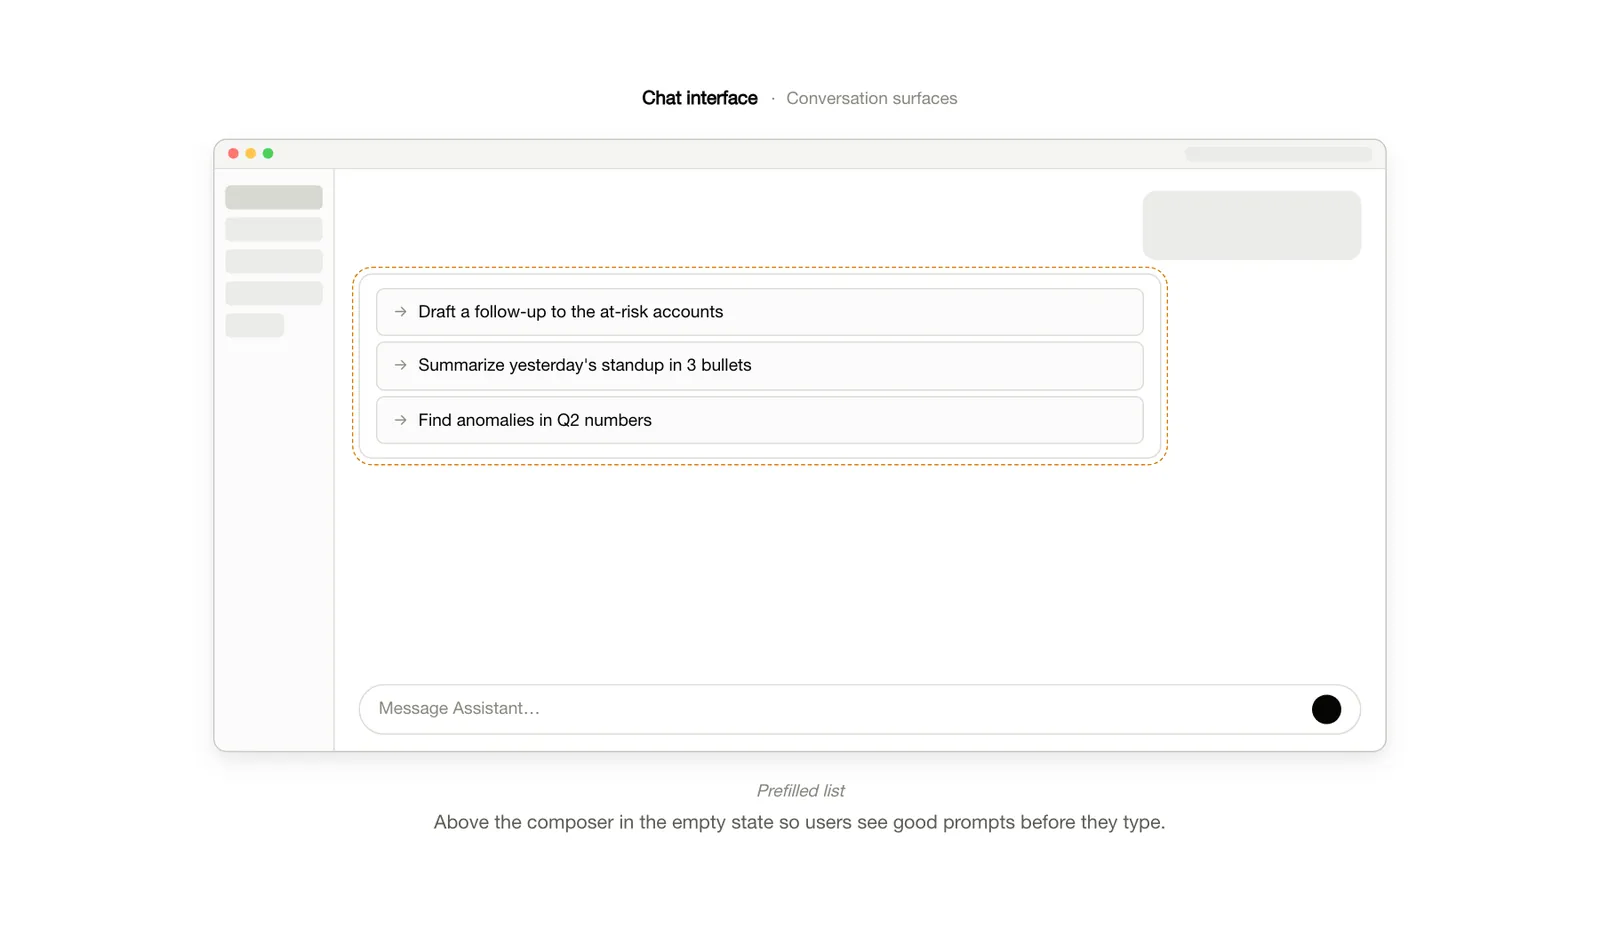 Chat interface · Conversation surfaces
→ Draft a follow-up to the at-risk accounts
→ Summarize yesterday's standup in 3 bullets
→ Find anomalies in Q2 numbers
Message Assistant...
Prefilled list
Above the composer in the empty state so users see good prompts before they type.